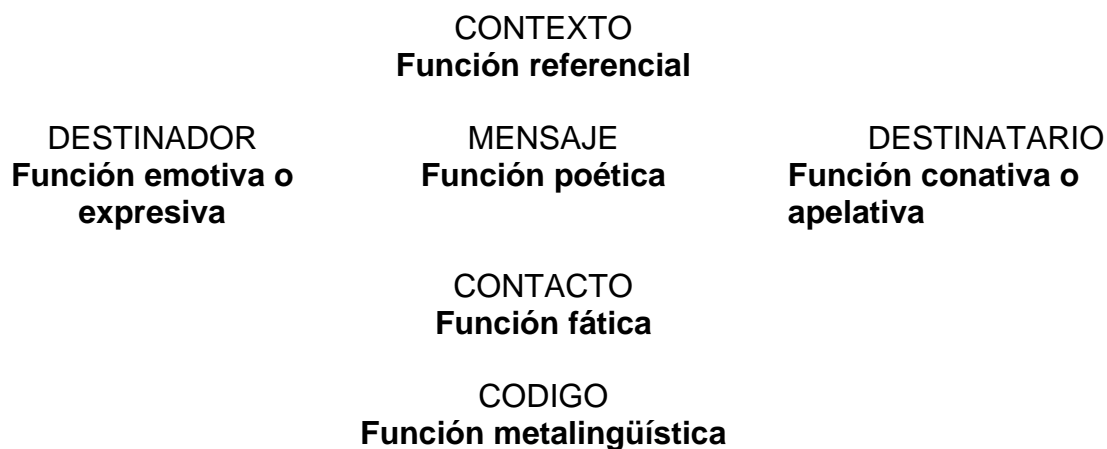 CONTEXTO
Función referencial
DESTINADOR MENSAJE DESTINATARIO
Función emotiva o Función poética Función conativa o
expresiva apelativa
CONTACTO
Función fática
CODIGO
Función metalingüística